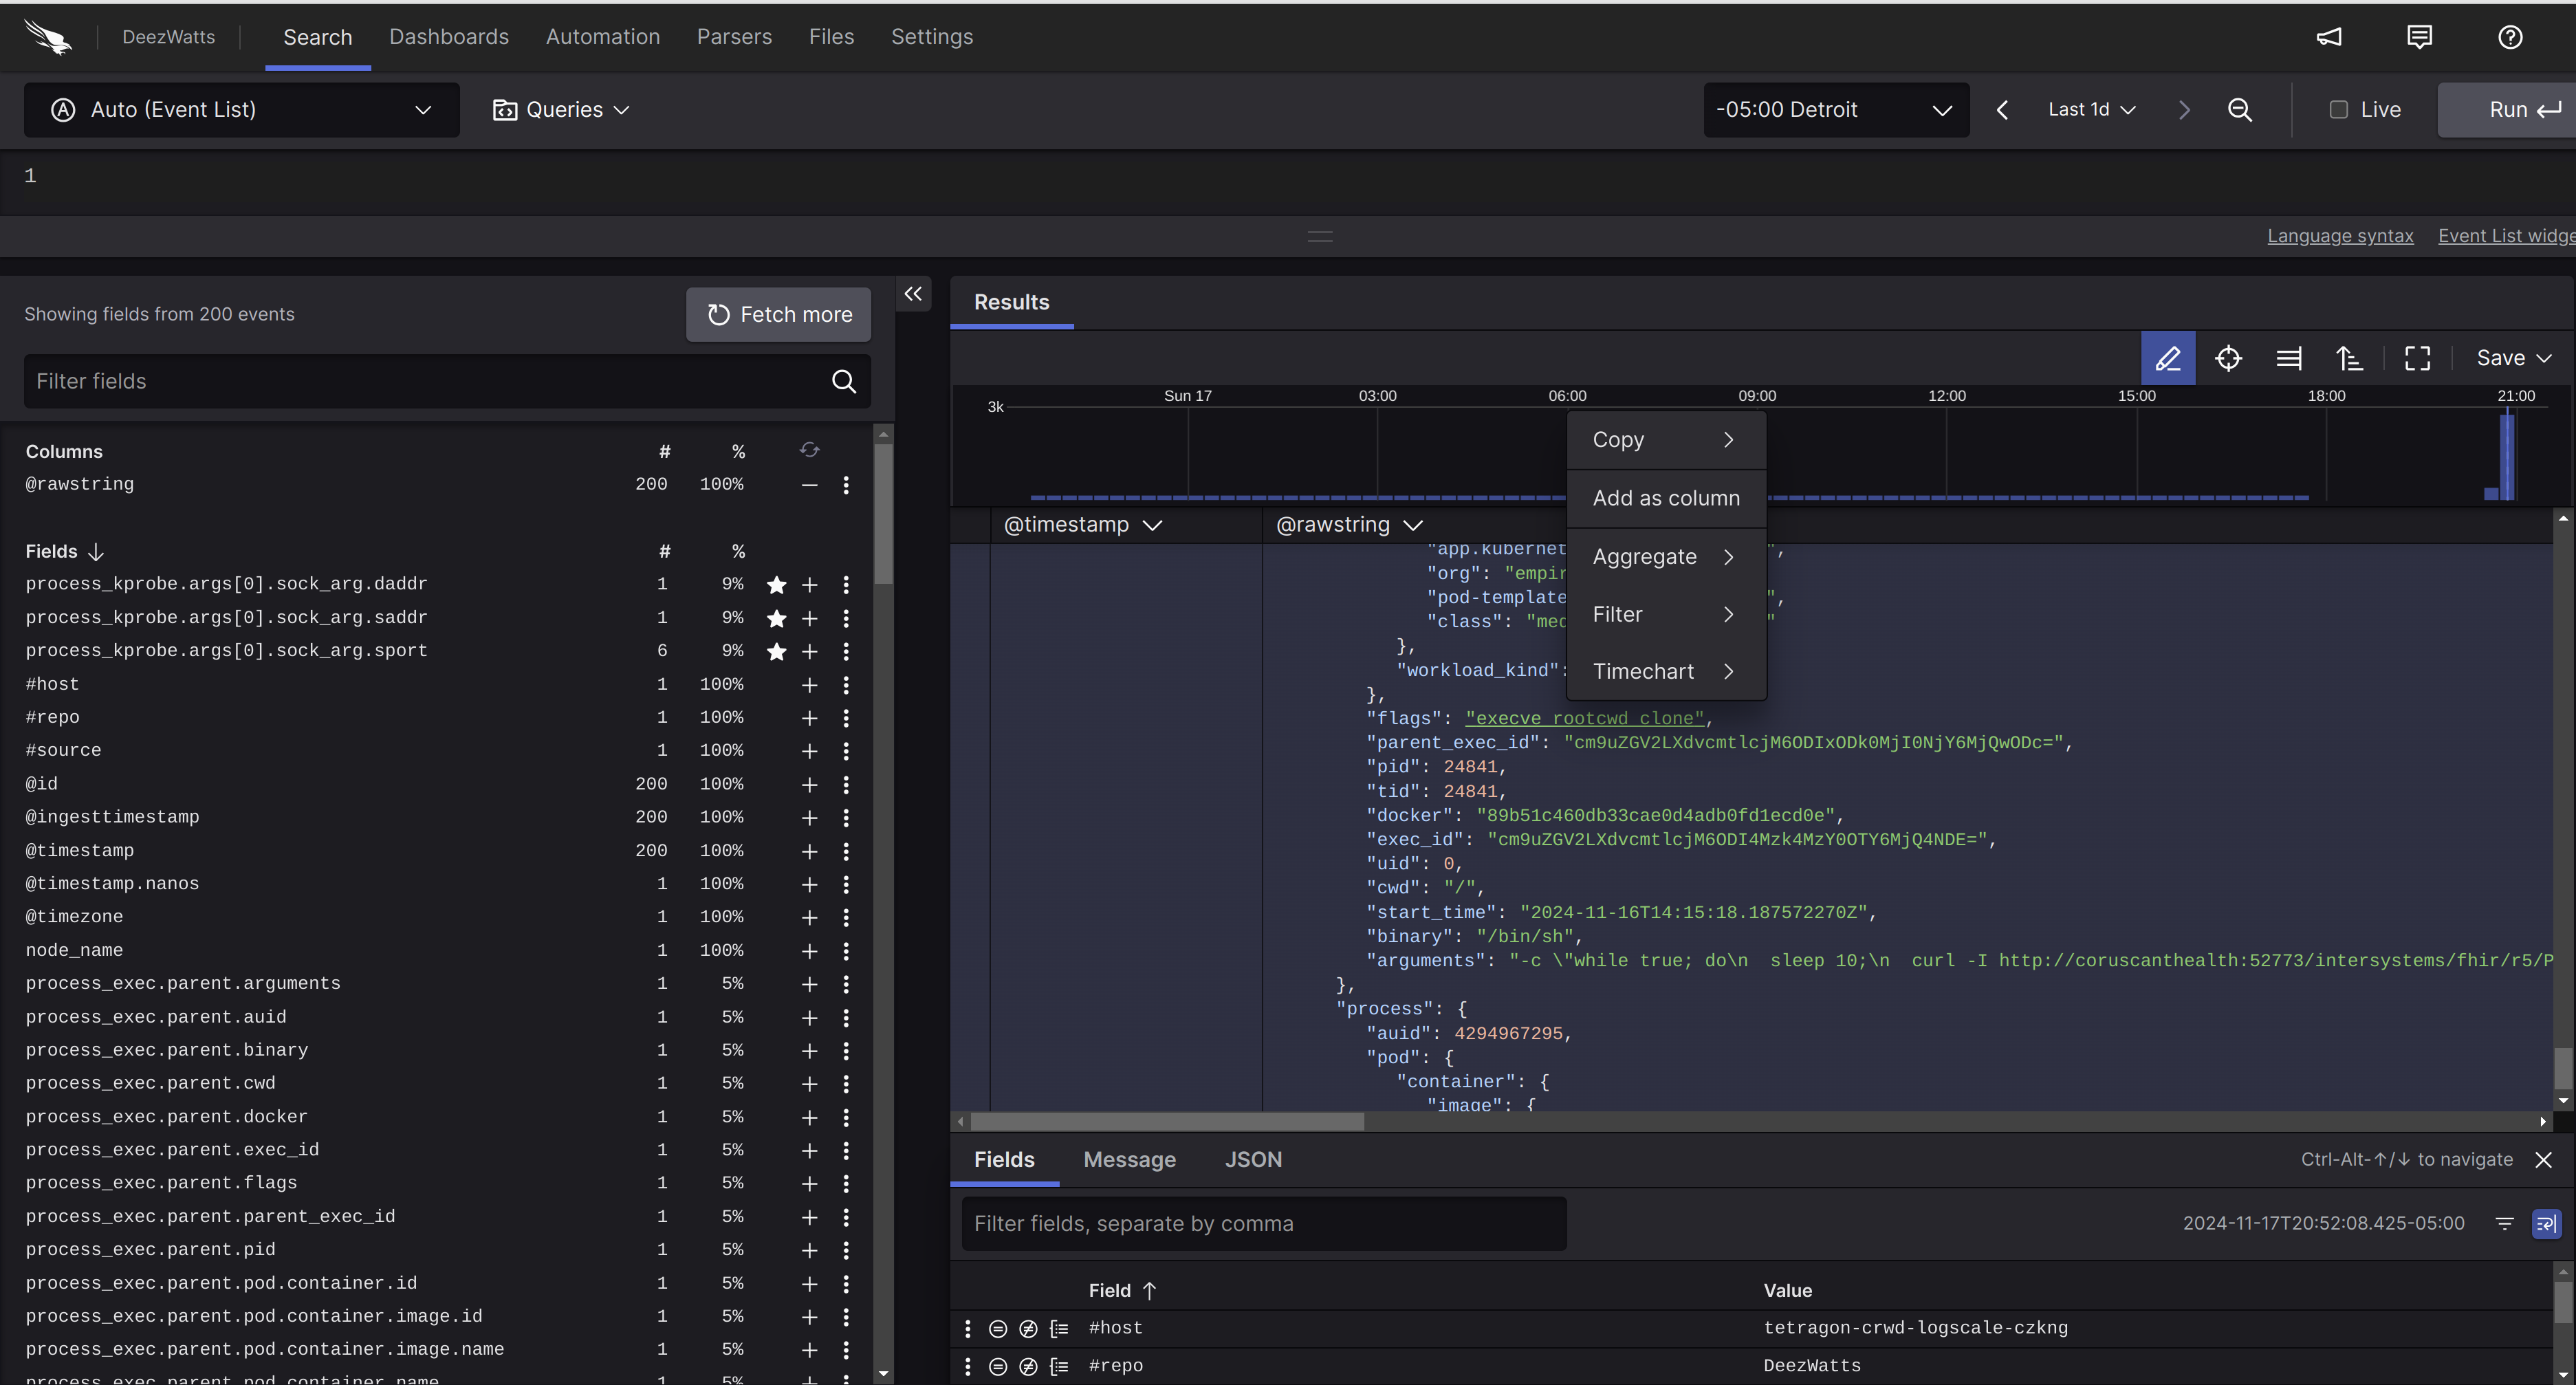 DeezWatts Search Dashboards Automation Parsers Files Settings
Auto (Event List) Queries -05:00 Detroit Last 1d Live Run
1
Language syntax Event List
Showing fields from 200 events Fetch more
Filter fields
Columns # %
@rawstring 200 100%
Fields # %
process_kprobe.args[0].sock_arg.daddr 1 9%
process_kprobe.args[0].sock_arg.saddr 1 9%
process_kprobe.args[0].sock_arg.sport 6 9%
#host 1 100%
#repo 1 100%
#source 1 100%
@id 200 100%
@ingesttimestamp 200 100%
@timestamp 200 100%
@timestamp.nanos 1 100%
@timezone 1 100%
node_name 1 100%
process_exec.parent.arguments 1 5%
process_exec.parent.auid 1 5%
process_exec.parent.binary 1 5%
process_exec.parent.cwd 1 5%
process_exec.parent.docker 1 5%
process_exec.parent.exec_id 1 5%
process_exec.parent.flags 1 5%
process_exec.parent.parent_exec_id 1 5%
process_exec.parent.pid 1 5%
process_exec.parent.pod.container.id 1 5%
process_exec.parent.pod.container.image.id 1 5%
process_exec.parent.pod.container.image.name 1 5%
process_exec.parent.pod.container.name 1 5%
Results
Save
Sun 17 03:00 06:00 09:00 12:00 15:00 18:00 21:00
3k
Copy
Add as column
Aggregate
Filter
Timechart
@timestamp @rawstring
"app.kubernet ",
"org": "empir
"pod-template ",
"class": "med "
},
"workload_kind":
},
"flags": "execve rootcwd clone",
"parent_exec_id": "cm9uZGV2LXdvcmtlcjM6ODIxODk0MjI0NjY6MjQwODc=",
"pid": 24841,
"tid": 24841,
"docker": "89b51c460db33cae0d4adb0fd1ecd0e",
"exec_id": "cm9uZGV2LXdvcmtlcjM6ODI4Mzk4MzY0OTY6MjQ4NDE=",
"uid": 0,
"cwd": "/",
"start_time": "2024-11-16T14:15:18.187572270Z",
"binary": "/bin/sh",
"arguments": "-c \"while true; do\n  sleep 10;\n  curl -I http://coruscanthealth:52773/intersystems/fhir/r5/P
},
"process": {
"auid": 4294967295,
"pod": {
"container": {
"image": {
Fields Message JSON Ctrl-Alt-↑/↓ to navigate
Filter fields, separate by comma 2024-11-17T20:52:08.425-05:00
Field Value
#host tetragon-crwd-logscale-czkng
#repo DeezWatts